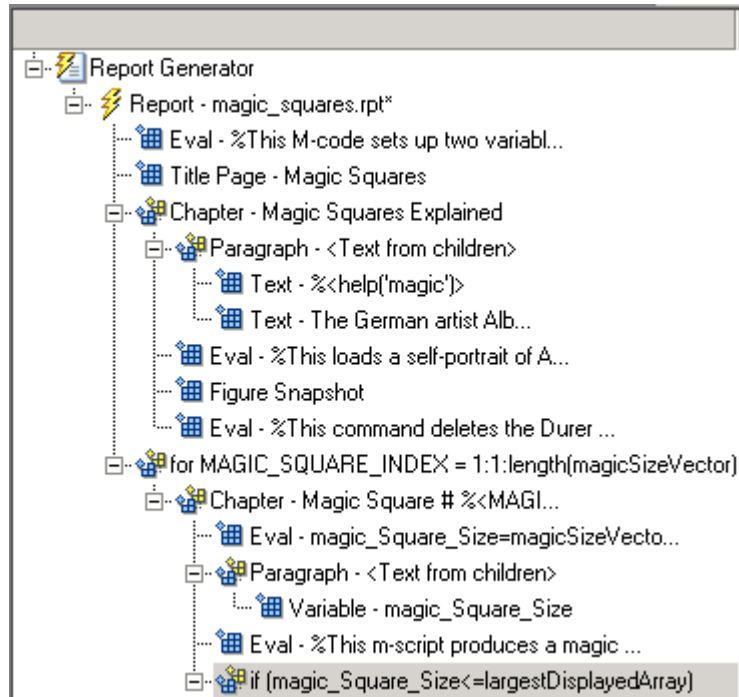 Report Generator
Report - magic_squares.rpt*
Eval - %This M-code sets up two variabl...
Title Page - Magic Squares
Chapter - Magic Squares Explained
Paragraph - <Text from children>
Text - %<help('magic')>
Text - The German artist Alb...
Eval - %This loads a self-portrait of A...
Figure Snapshot
Eval - %This command deletes the Durer ...
for MAGIC_SQUARE_INDEX = 1:1:length(magicSizeVector)
Chapter - Magic Square # %<MAGI...
Eval - magic_Square_Size=magicSizeVecto...
Paragraph - <Text from children>
Variable - magic_Square_Size
Eval - %This m-script produces a magic ...
if (magic_Square_Size<=largestDisplayedArray)